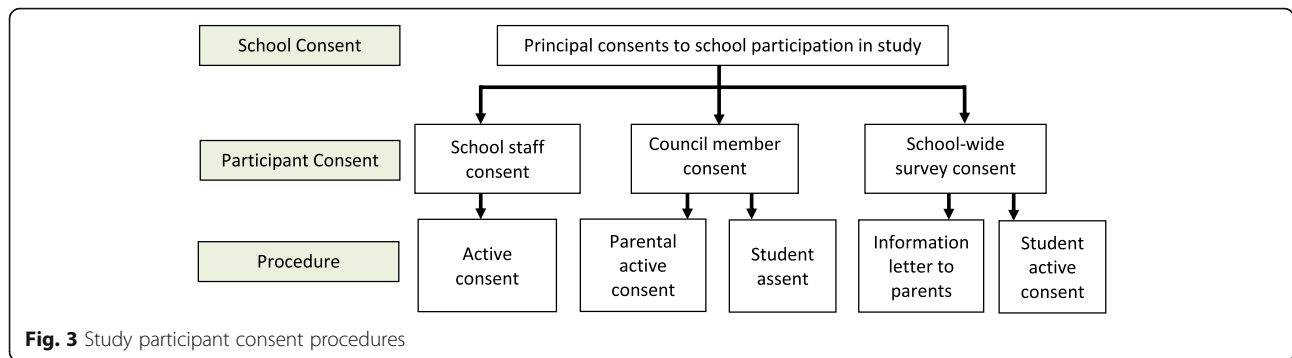 School Consent
Principal consents to school participation in study
Participant Consent
School staff
consent
Council member
consent
School-wide
survey consent
Procedure
Active
consent
Parental
active
consent
Student
assent
Information
letter to
parents
Student
active
consent
Fig. 3 Study participant consent procedures